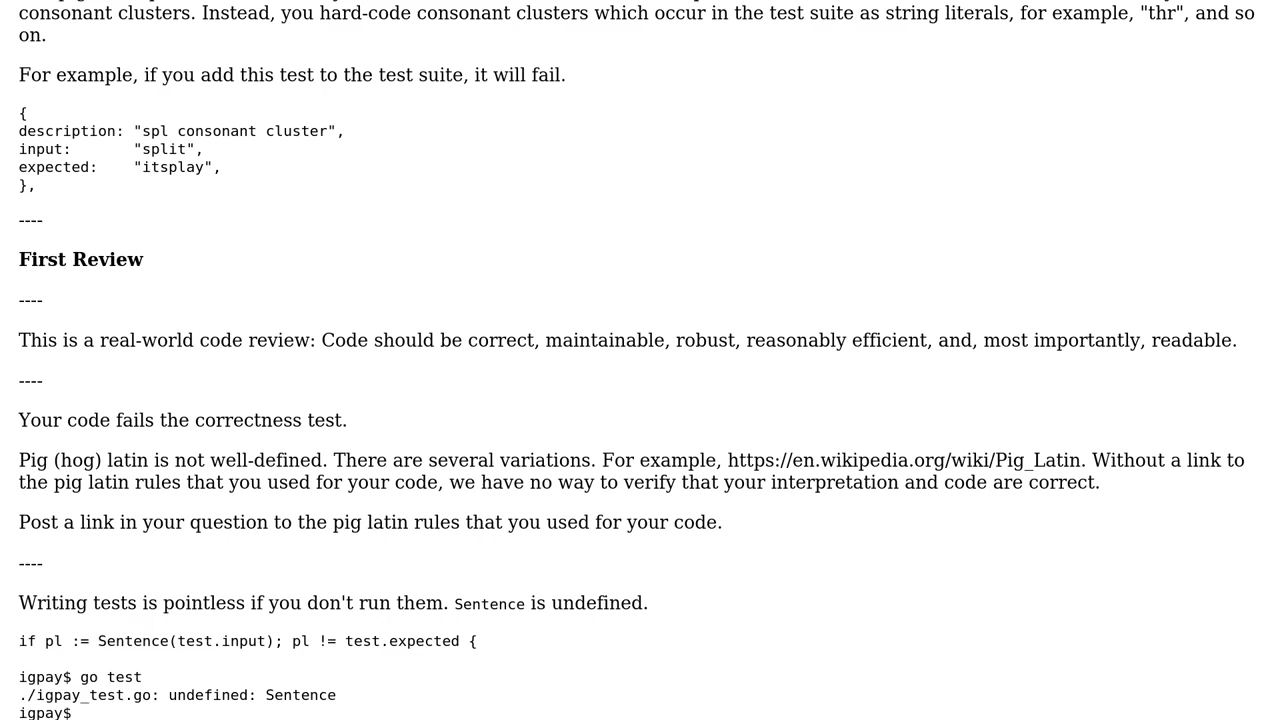 consonant clusters. Instead, you hard-code consonant clusters which occur in the test suite as string literals, for example, "thr", and so
on.
For example, if you add this test to the test suite, it will fail.
{
description: "spl consonant cluster",
input:       "split",
expected:    "itsplay",
},
----
First Review
----
This is a real-world code review: Code should be correct, maintainable, robust, reasonably efficient, and, most importantly, readable.
----
Your code fails the correctness test.
Pig (hog) latin is not well-defined. There are several variations. For example, https://en.wikipedia.org/wiki/Pig_Latin. Without a link to
the pig latin rules that you used for your code, we have no way to verify that your interpretation and code are correct.
Post a link in your question to the pig latin rules that you used for your code.
----
Writing tests is pointless if you don't run them. Sentence is undefined.
if pl := Sentence(test.input); pl != test.expected {
igpay$ go test
./igpay_test.go: undefined: Sentence
igpay$